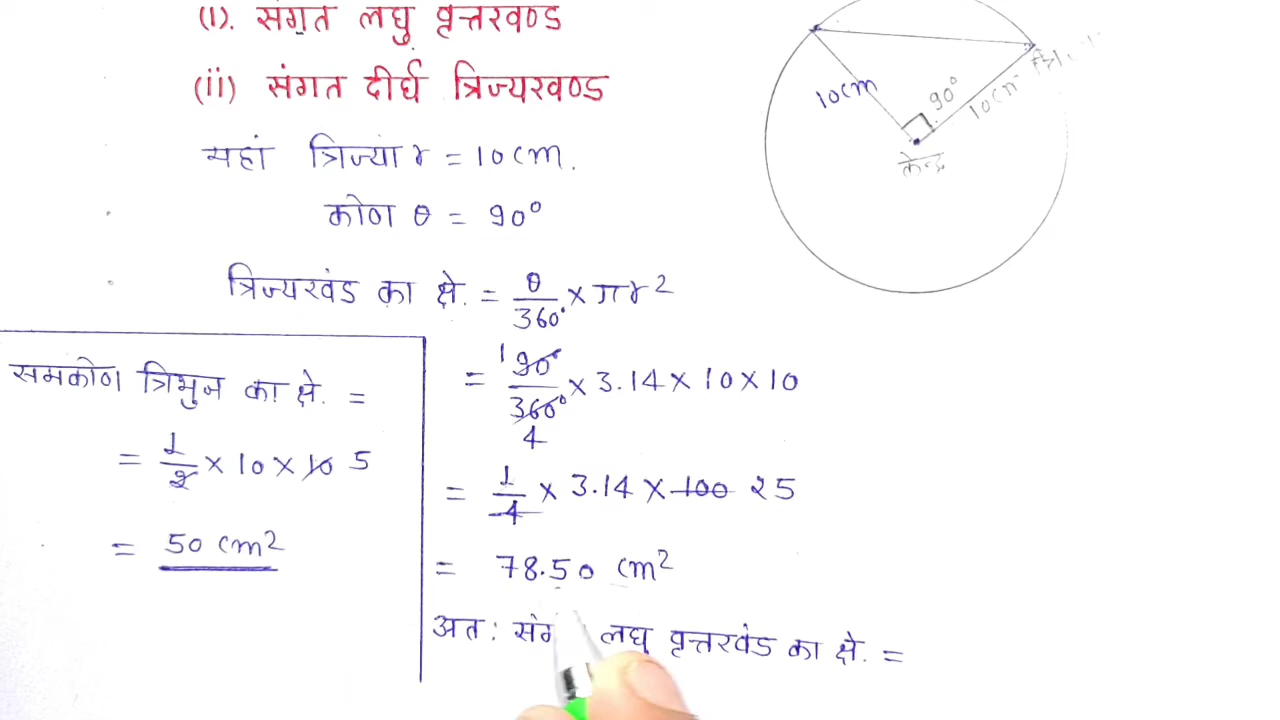 (i). संगत लघु वृत्तखण्ड
(ii) संगत दीर्घ त्रिज्यखण्ड
यहां त्रिज्या r = 10 cm.
कोण θ = 90°
10cm
90°
10cm
केन्द्र
त्रिज्यखंड का क्षे. = θ/360° × πr²
= 1 90°/360° 4 × 3.14 × 10 × 10
= 1/4 × 3.14 × 100 25
= 78.50 cm²
अत: लघु वृत्तखंड का क्षे. =
समकोण त्रिभुज का क्षे. =
= 1/2 × 10 × 10 5
= 50 cm²